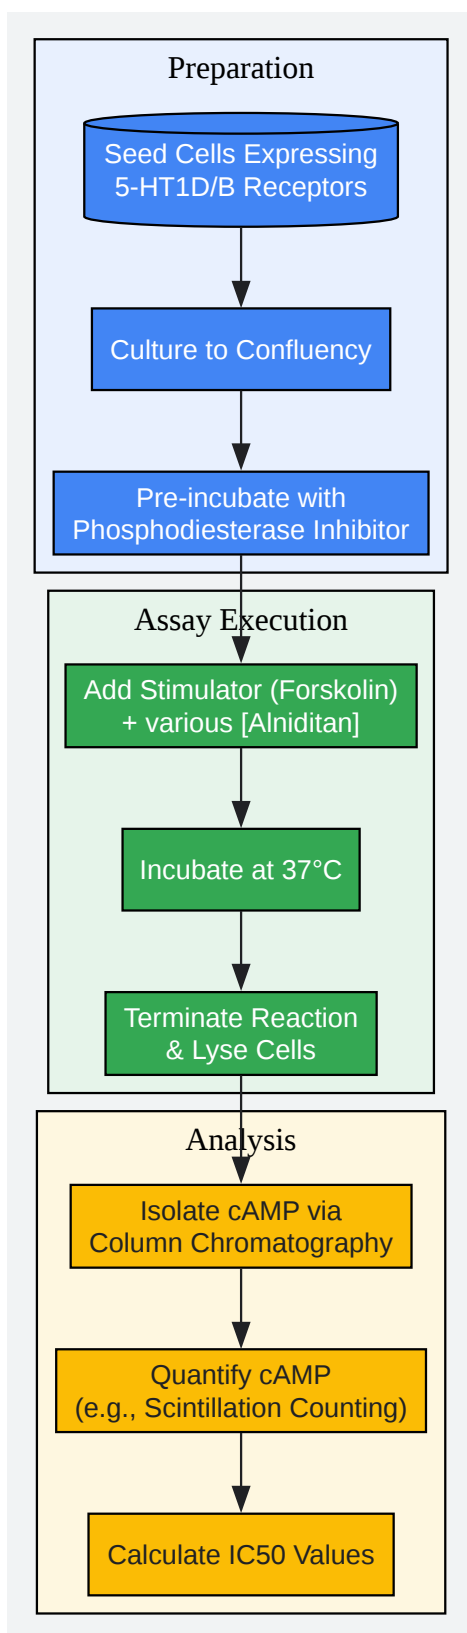 Preparation
Seed Cells Expressing
5-HT1D/B Receptors
Culture to Confluency
Pre-incubate with
Phosphodiesterase Inhibitor
Assay Execution
Add Stimulator (Forskolin)
+ various [Alniditan]
Incubate at 37°C
Terminate Reaction
& Lyse Cells
Analysis
Isolate cAMP via
Column Chromatography
Quantify cAMP
(e.g., Scintillation Counting)
Calculate IC50 Values